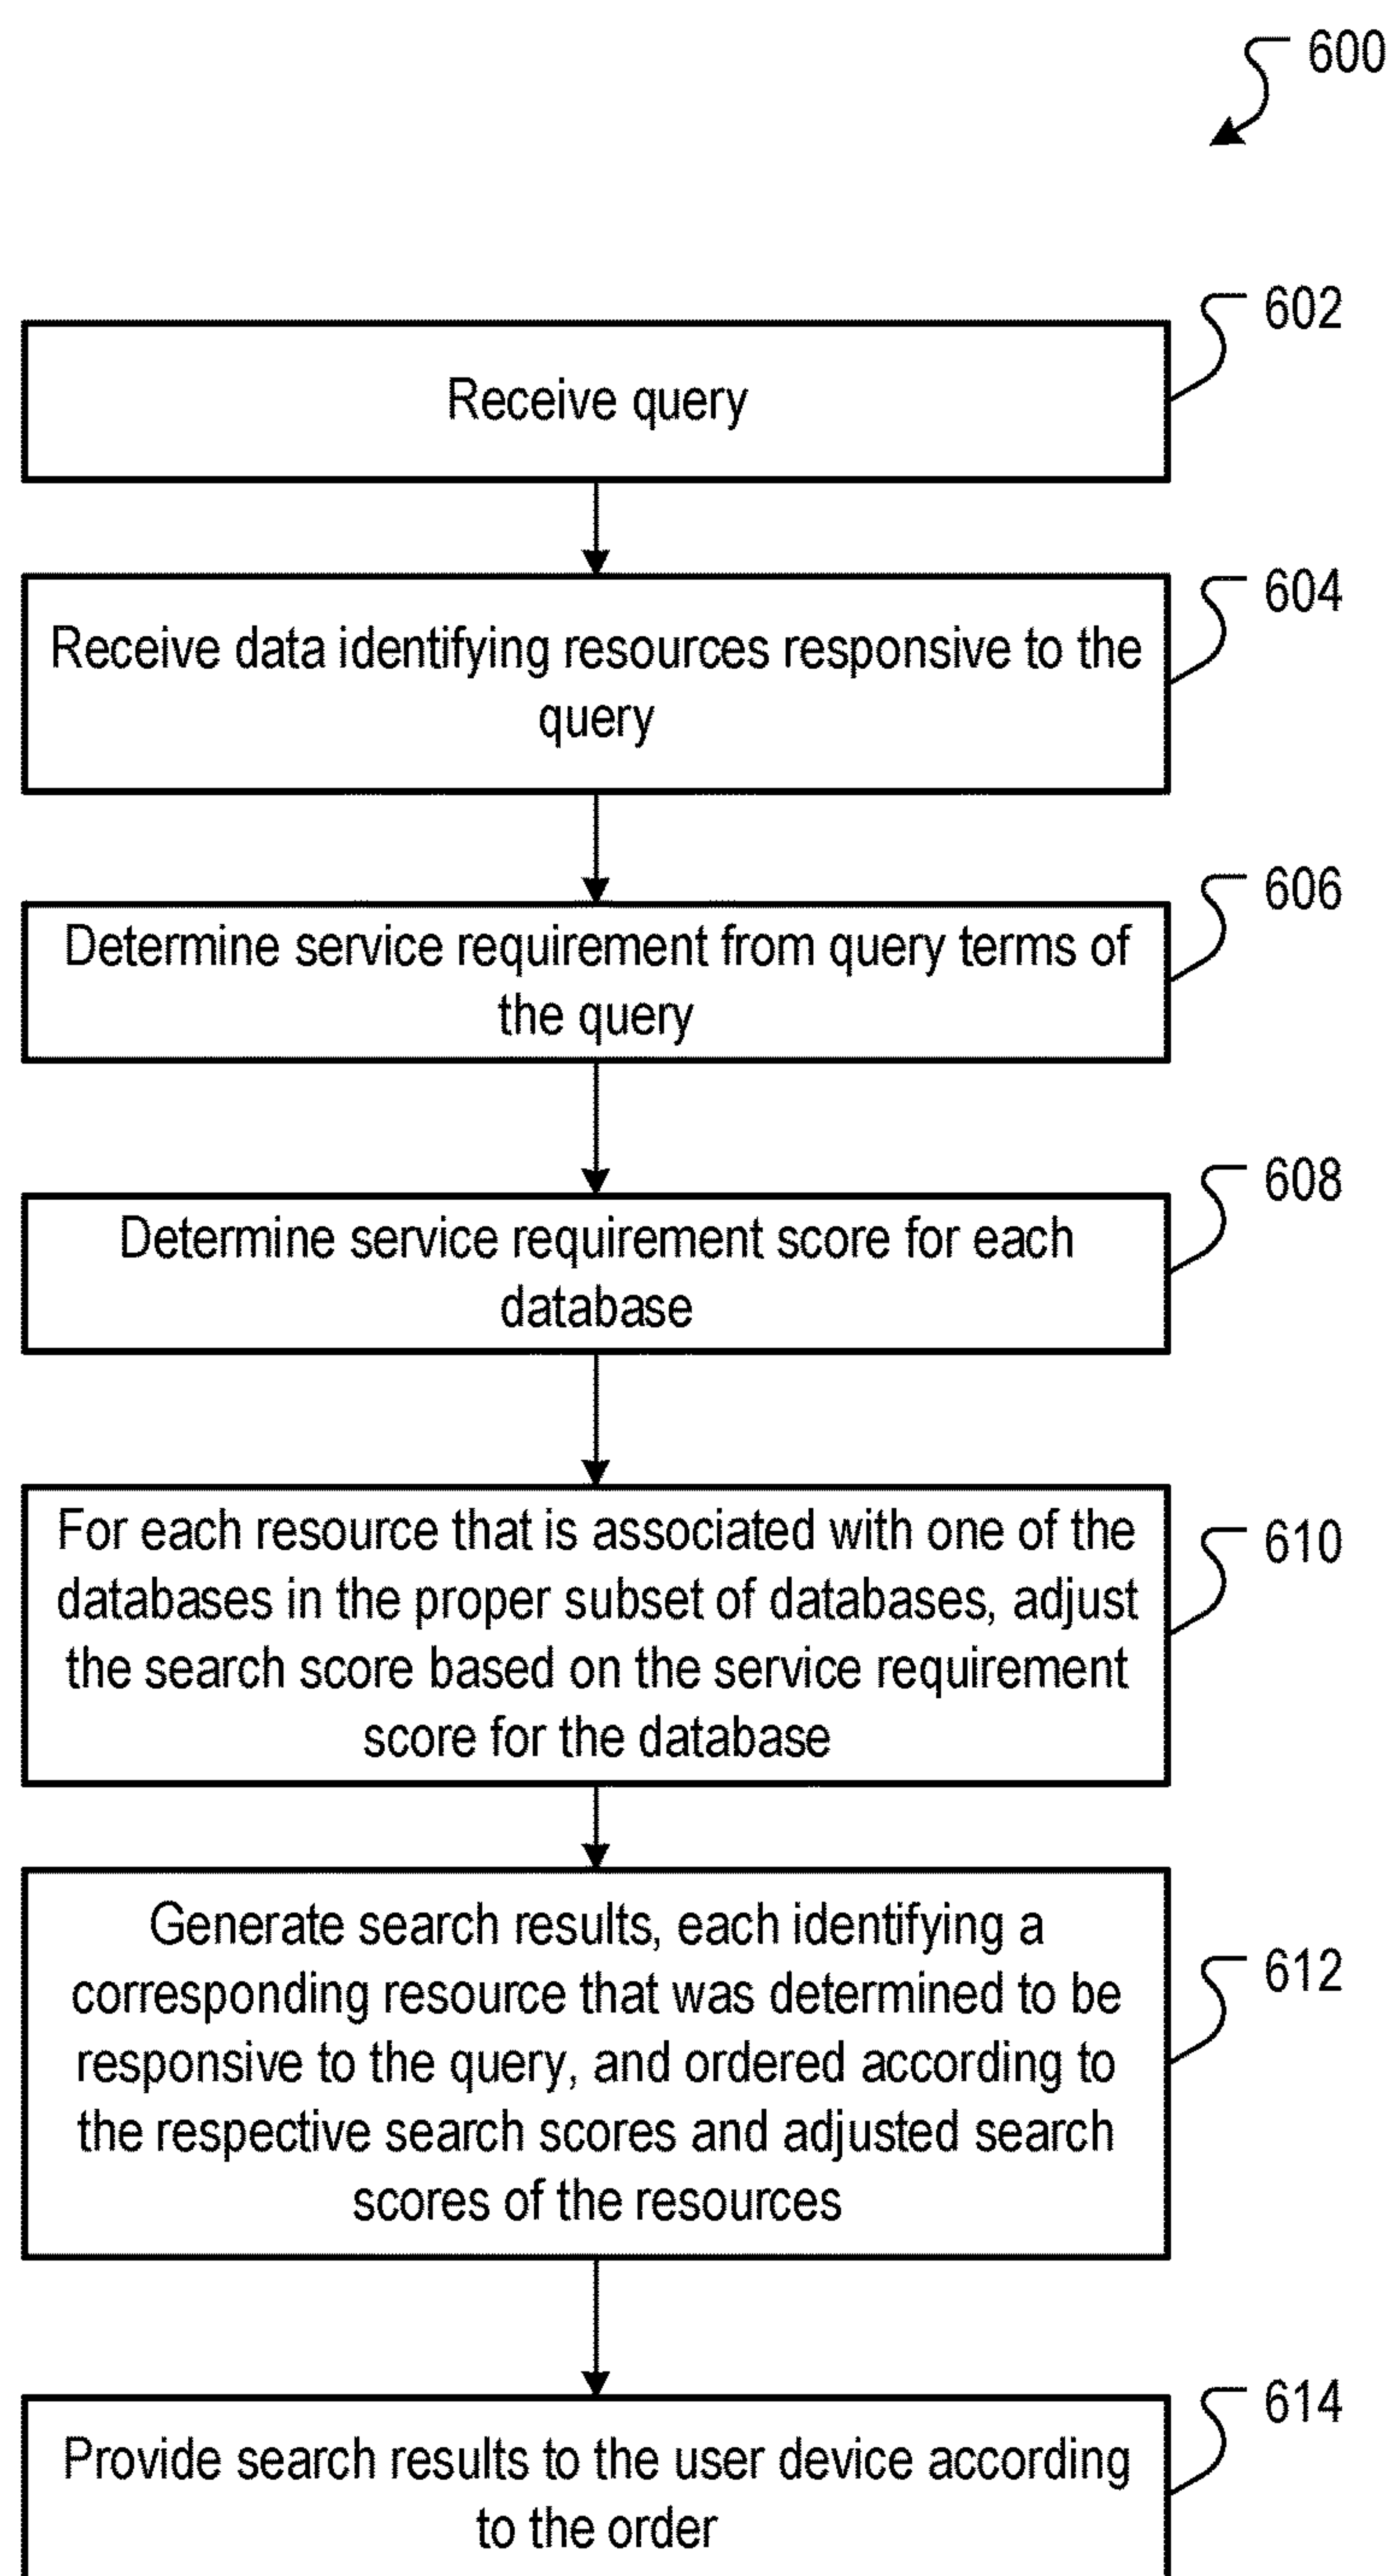 600
602
Receive query
604
Receive data identifying resources responsive to the
query
606
Determine service requirement from query terms of
the query
608
Determine service requirement score for each
database
610
For each resource that is associated with one of the
databases in the proper subset of databases, adjust
the search score based on the service requirement
score for the database
612
Generate search results, each identifying a
corresponding resource that was determined to be
responsive to the query, and ordered according to
the respective search scores and adjusted search
scores of the resources
614
Provide search results to the user device according
to the order